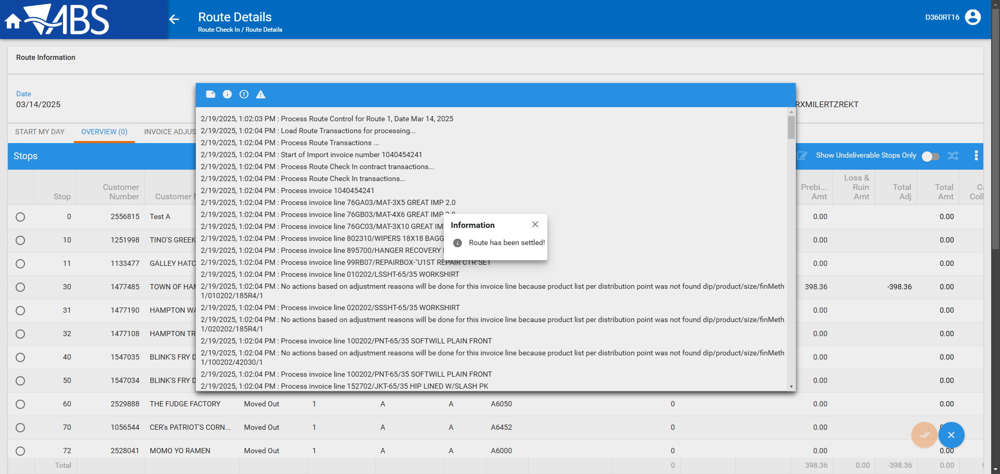 ABS
Route Details
Route Check In / Route Details
D360RT16
Route Information
Date
03/14/2025
RXMILERTZREKT
START MY DAY
OVERVIEW (0)
INVOICE ADJUS
Stops
Show Undeliverable Stops Only
Stop
Customer
Number
Customer
Prebi...
Amt
Loss &
Ruin
Amt
Total
Adj
Total
Amt
Coll
2/19/2025, 1:02:03 PM : Process Route Control for Route 1, Date Mar 14, 2025
2/19/2025, 1:02:04 PM : Load Route Transactions for processing...
2/19/2025, 1:02:04 PM : Process Route Transactions ...
2/19/2025, 1:02:04 PM : Start of Import invoice number 1040454241
2/19/2025, 1:02:04 PM : Process Route Check In contract transactions...
2/19/2025, 1:02:04 PM : Process Route Check In transactions...
2/19/2025, 1:02:04 PM : Process invoice 1040454241
2/19/2025, 1:02:04 PM : Process invoice line 76GA03/MAT-3X5 GREAT IMP 2.0
2/19/2025, 1:02:04 PM : Process invoice line 76GB03/MAT-4X6 GREAT IMP 2.0
2/19/2025, 1:02:04 PM : Process invoice line 76GC03/MAT-3X10 GREAT IM
2/19/2025, 1:02:04 PM : Process invoice line 802310/WIPERS 18X18 BAGG
2/19/2025, 1:02:04 PM : Process invoice line 895700/HANGER RECOVERY
2/19/2025, 1:02:04 PM : Process invoice line 99RB07/REPAIRBOX-"U1ST REPAIR CTR"SET
2/19/2025, 1:02:04 PM : Process invoice line 010202/LSSHT-65/35 WORKSHIRT
2/19/2025, 1:02:04 PM : No actions based on adjustment reasons will be done for this invoice line because product list per distribution point was not found dip/product/size/finMeth
1/010202/185R4/1
2/19/2025, 1:02:04 PM : Process invoice line 020202/SSSHT-65/35 WORKSHIRT
2/19/2025, 1:02:04 PM : No actions based on adjustment reasons will be done for this invoice line because product list per distribution point was not found dip/product/size/finMeth
1/020202/185R4/1
2/19/2025, 1:02:04 PM : Process invoice line 100202/PNT-65/35 SOFTWILL PLAIN FRONT
2/19/2025, 1:02:04 PM : No actions based on adjustment reasons will be done for this invoice line because product list per distribution point was not found dip/product/size/finMeth
1/100202/42030/1
2/19/2025, 1:02:04 PM : Process invoice line 100202/PNT-65/35 SOFTWILL PLAIN FRONT
2/19/2025, 1:02:04 PM : Process invoice line 152702/JKT-65/35 HIP LINED W/SLASH PK
Information
Route has been settled!
0 2556815 Test A 0.00 0.00
10 1251998 TINO'S GREEK 0.00 0.00
11 1133477 GALLEY HATC 0.00 0.00
30 1477485 TOWN OF HAM 398.36 -398.36 0.00
31 1477190 HAMPTON WA 0.00 0.00
32 1477108 HAMPTON TR 0.00 0.00
40 1547035 BLINK'S FRY D 0.00 0.00
50 1547034 BLINK'S FRY D 0.00 0.00
60 2529888 THE FUDGE FACTORY Moved Out 1 A A A6050 0 0.00 0.00
70 1056544 CER's PATRIOT'S CORN... Moved Out 1 A A A6452 0 0.00
72 2528041 MOMO YO RAMEN Moved Out 1 A A A6000 0 0.00 0.00
Total 0 398.36 0.00 -398.36 0.00